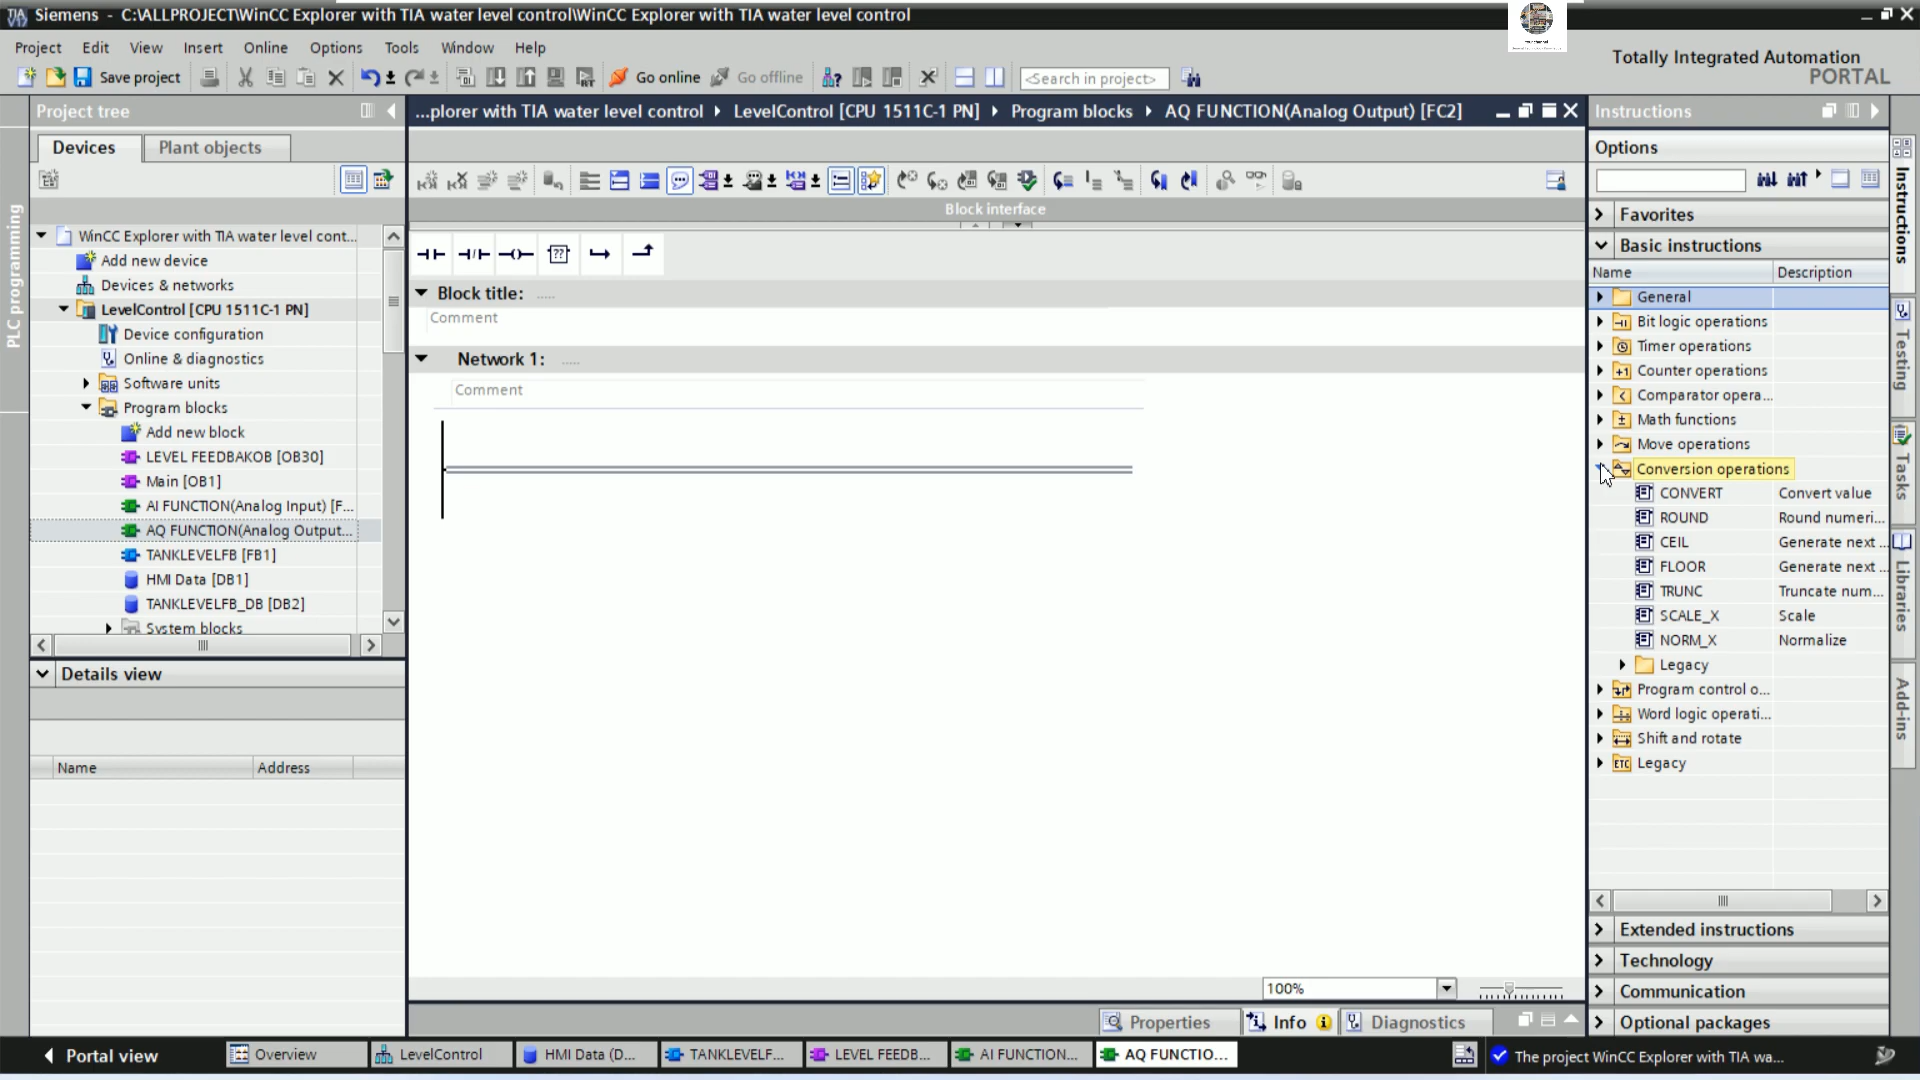 Siemens - C:\ALLPROJECT\WinCC Explorer with TIA water level control\WinCC Explorer with TIA water level control
Project Edit View Insert Online Options Tools Window Help
Totally Integrated Automation
PORTAL
Save project
Go online
Go offline
<Search in project>
Project tree
...plorer with TIA water level control
LevelControl [CPU 1511C-1 PN]
Program blocks
AQ FUNCTION(Analog Output) [FC2]
Instructions
Devices
Plant objects
Options
Block interface
PLC programming
WinCC Explorer with TIA water level cont...
Add new device
Devices & networks
LevelControl [CPU 1511C-1 PN]
Device configuration
Online & diagnostics
Software units
Program blocks
Add new block
LEVEL FEEDBAKOB [OB30]
Main [OB1]
AI FUNCTION(Analog Input) [F...
AQ FUNCTION(Analog Output...
TANKLEVELFB [FB1]
HMI Data [DB1]
TANKLEVELFB_DB [DB2]
System blocks
Details view
Name Address
??
Block title: .....
Comment
Network 1: .....
Comment
100%
Properties
Info
Diagnostics
Favorites
Basic instructions
Name Description
General
Bit logic operations
Timer operations
Counter operations
Comparator opera...
Math functions
Move operations
Conversion operations
CONVERT Convert value
ROUND Round numeri...
CEIL Generate next ...
FLOOR Generate next ...
TRUNC Truncate num...
SCALE_X Scale
NORM_X Normalize
Legacy
Program control o...
Word logic operati...
Shift and rotate
Legacy
Extended instructions
Technology
Communication
Optional packages
Instructions
Testing
Tasks
Libraries
Add-ins
Portal view
Overview
LevelControl
HMI Data (D...
TANKLEVELF...
LEVEL FEEDB...
AI FUNCTION...
AQ FUNCTIO...
The project WinCC Explorer with TIA wa...